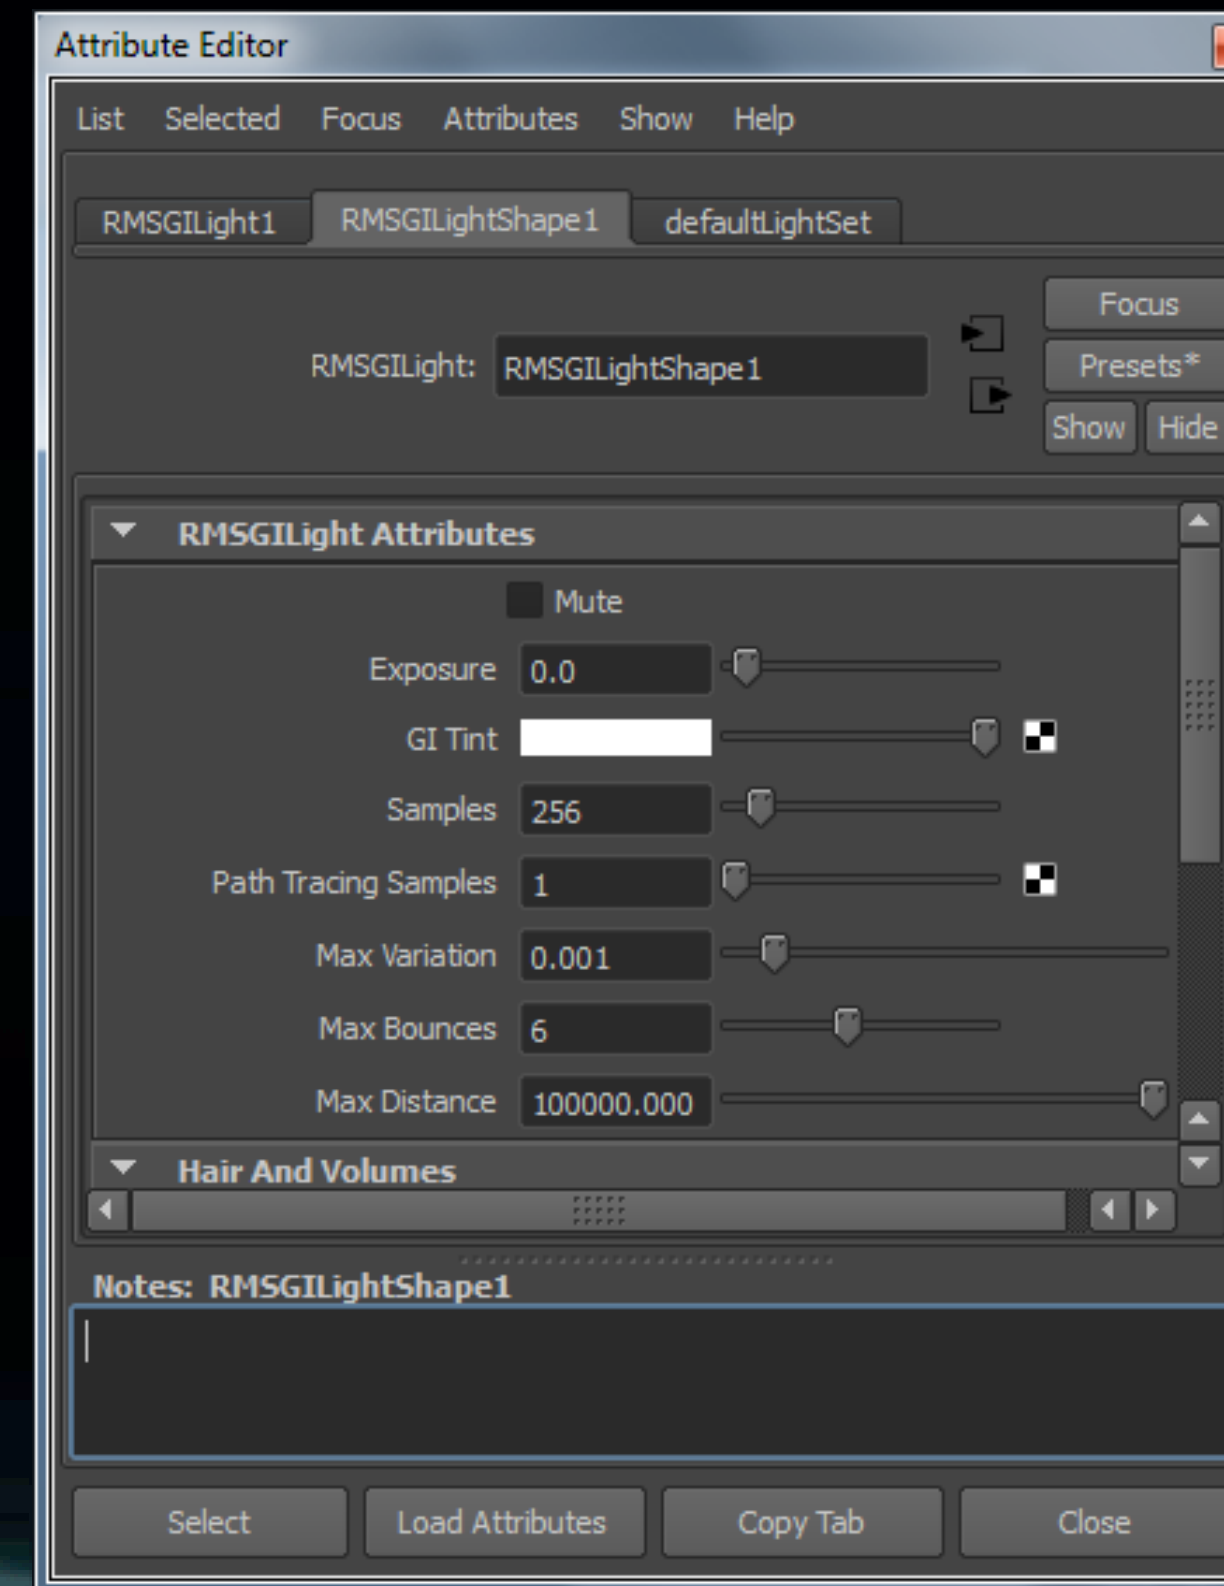 Attribute Editor
List Selected Focus Attributes Show Help
RMSGILight1 RMSGILightShape1 defaultLightSet
Focus
RMSGILight: RMSGILightShape1
Presets*
Show Hide
RMSGILight Attributes
Mute
Exposure 0.0
GI Tint
Samples 256
Path Tracing Samples 1
Max Variation 0.001
Max Bounces 6
Max Distance 100000.000
Hair And Volumes
Notes: RMSGILightShape1
Select Load Attributes Copy Tab Close